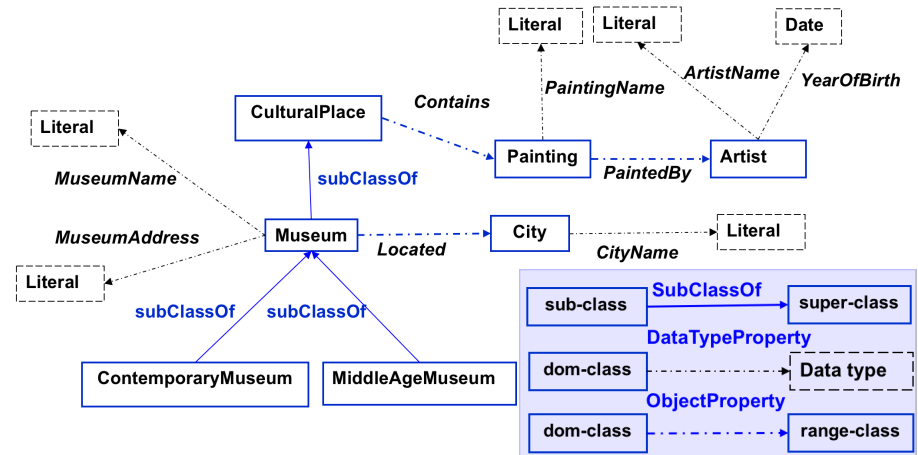 Literal
Literal
Date
PaintingName
ArtistName
YearOfBirth
CulturalPlace
Contains
Literal
Painting
PaintedBy
Artist
MuseumName
subClassOf
MuseumAddress
Museum
Located
City
CityName
Literal
Literal
subClassOf
subClassOf
ContemporaryMuseum
MiddleAgeMuseum
sub-class
SubClassOf
super-class
DataTypeProperty
dom-class
Data type
ObjectProperty
dom-class
range-class